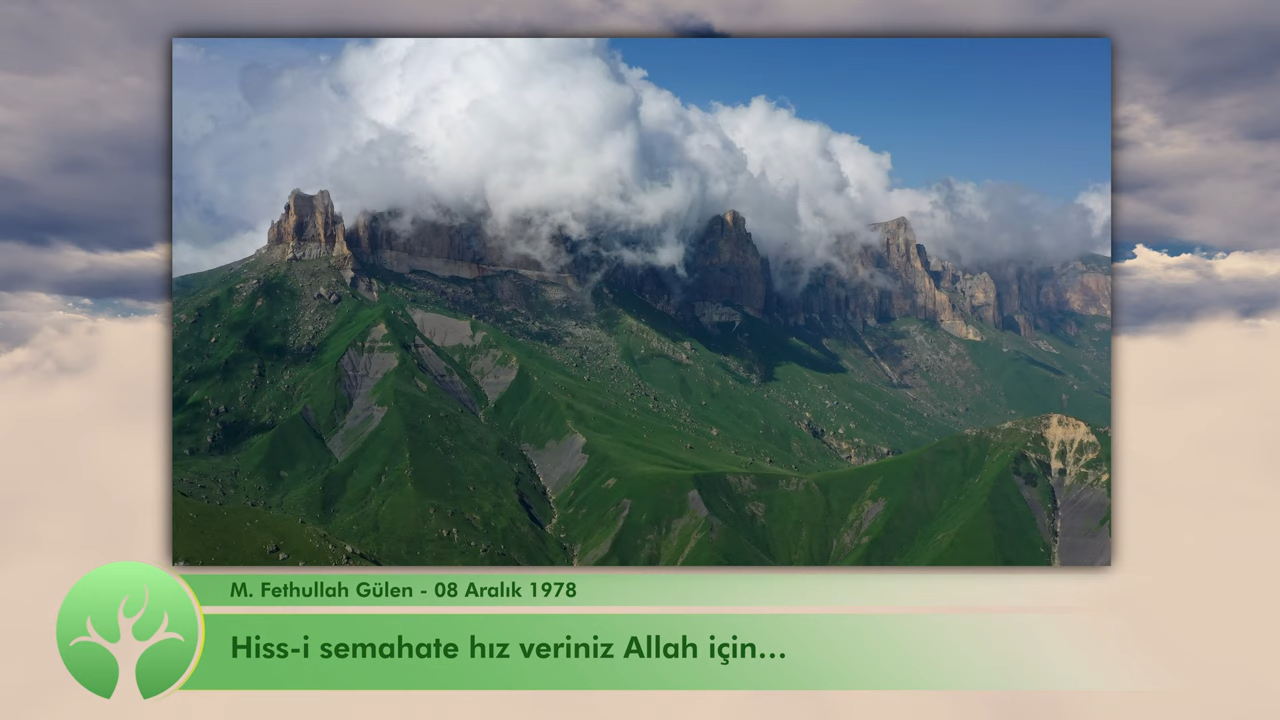 M. Fethullah Gülen - 08 Aralık 1978
Hiss-i semahate hız veriniz Allah için...